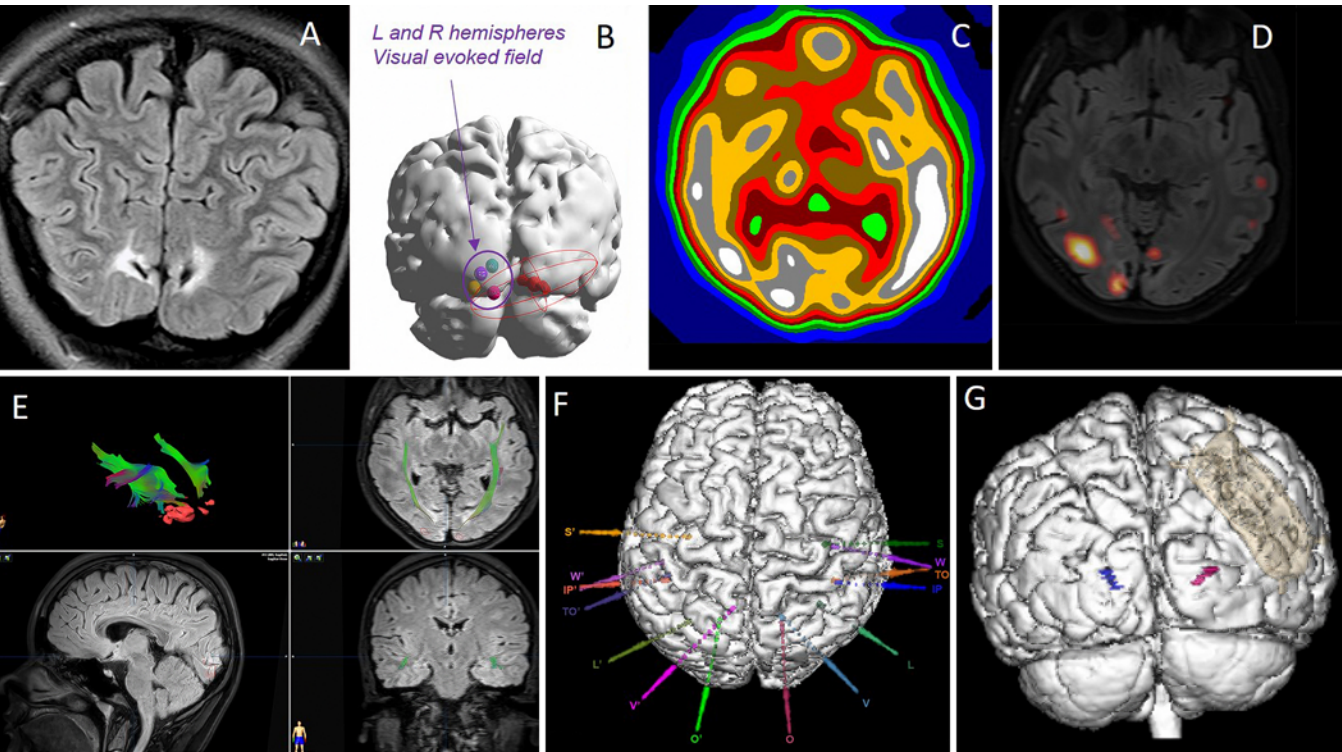 A
L and R hemispheres
Visual evoked field
B
C
D
E
F
S'
S
W'
W
IP'
TO
TO'
IP
L'
L
V'
V
O'
O
G